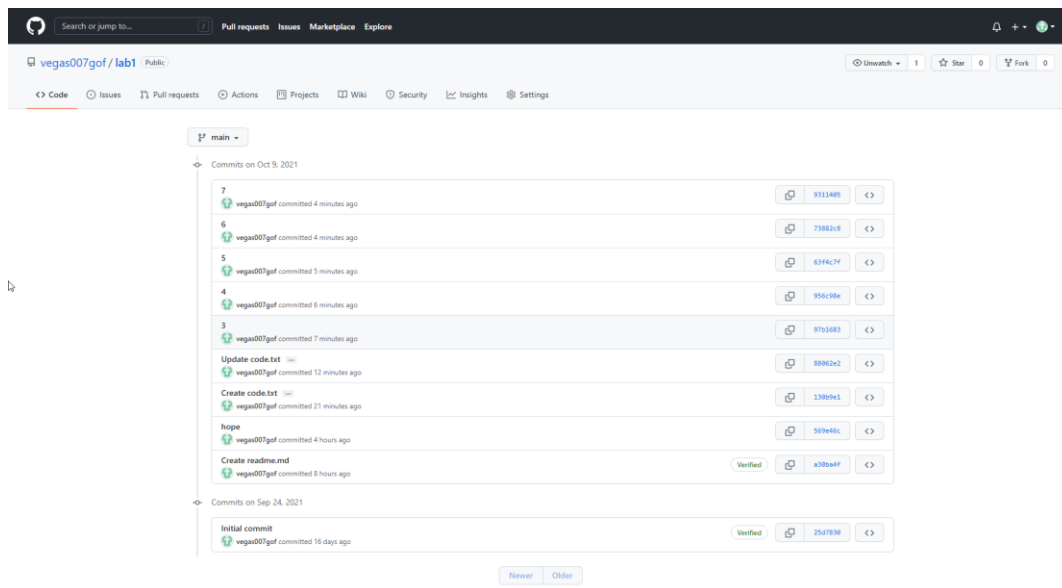 Search or jump to... / Pull requests Issues Marketplace Explore
vegas007gof / lab1 Public Unwatch 1 Star 0 Fork 0
Code Issues Pull requests Actions Projects Wiki Security Insights Settings
main
Commits on Oct 9, 2021
7
vegas007gof committed 4 minutes ago 9311405
6
vegas007gof committed 4 minutes ago 73082c8
5
vegas007gof committed 5 minutes ago 63f4c7f
4
vegas007gof committed 6 minutes ago 956c98e
3
vegas007gof committed 7 minutes ago 97b1683
Update code.txt ...
vegas007gof committed 12 minutes ago 88062e2
Create code.txt ...
vegas007gof committed 21 minutes ago 130b9e1
hope
vegas007gof committed 4 hours ago 569e46c
Create readme.md
vegas007gof committed 8 hours ago Verified a30ba4f
Commits on Sep 24, 2021
Initial commit
vegas007gof committed 16 days ago Verified 25d7830
Newer Older